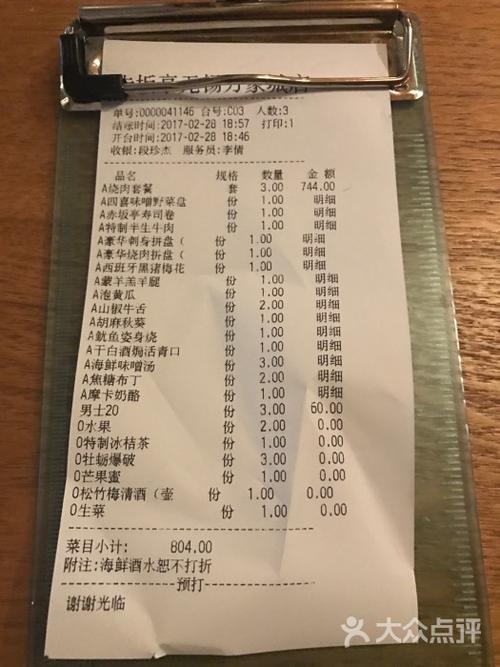 万象城店
单号:0000041146 台号:C03 人数:3
结账时间:2017-02-28 18:57 打印:1
开台时间:2017-02-28 18:46
收银:段珍杰 服务员:李倩
品名 规格 数量 金额
A烧肉套餐 套 3.00 744.00
A四喜味噌野菜盘 份 1.00 明细
A赤坂亭寿司卷 份 1.00 明细
A特制半生牛肉 份 1.00 明细
A豪华刺身拼盘( 份 1.00 明细
A豪华烧肉拼盘( 份 1.00 明细
A西班牙黑猪梅花 份 1.00 明细
A蒙羊羔羊腿 份 1.00 明细
A泡黄瓜 份 1.00 明细
A山椒牛舌 份 2.00 明细
A胡麻秋葵 份 1.00 明细
A鱿鱼姿身烧 份 1.00 明细
A干白酒焗活青口 份 1.00 明细
A海鲜味噌汤 份 3.00 明细
A焦糖布丁 份 2.00 明细
A摩卡奶酪 份 1.00 明细
男士20 份 3.00 60.00
O水果 份 2.00 0.00
O特制冰桔茶 份 1.00 0.00
O牡蛎爆破 份 3.00 0.00
O芒果蜜 份 1.00 0.00
O松竹梅清酒(壶 份 1.00 0.00
O生菜 份 1.00 0.00
菜目小计: 804.00
附注:海鲜酒水恕不打折
预打
谢谢光临
大众点评